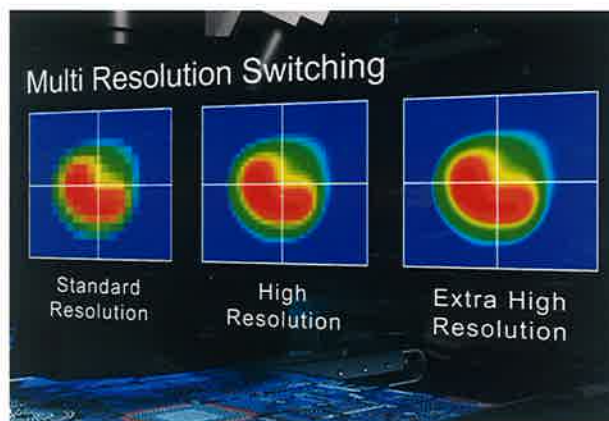 Multi Resolution Switching
Standard
Resolution
High
Resolution
Extra High
Resolution